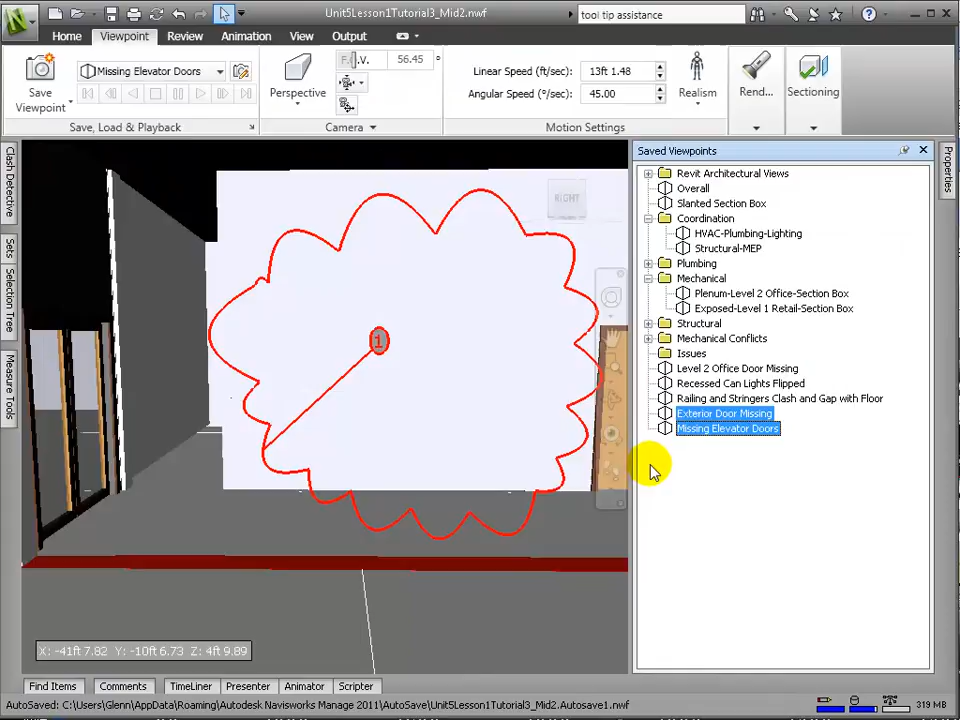 Unit5Lesson1Tutorial3_Mid2.nwf
tool tip assistance
Home Viewpoint Review Animation View Output
Save
Viewpoint
Missing Elevator Doors
Save, Load & Playback
Perspective
F.O.V. 56.45 °
Camera
Linear Speed (ft/sec): 13ft 1.48
Angular Speed (°/sec): 45.00
Motion Settings
Realism
Rend...
Sectioning
Clash Detective
Sets
Selection Tree
Measure Tools
RIGHT
1
X: -41ft 7.82 Y: -10ft 6.73 Z: 4ft 9.89
Saved Viewpoints
Revit Architectural Views
Overall
Slanted Section Box
Coordination
HVAC-Plumbing-Lighting
Structural-MEP
Plumbing
Mechanical
Plenum-Level 2 Office-Section Box
Exposed-Level 1 Retail-Section Box
Structural
Mechanical Conflicts
Issues
Level 2 Office Door Missing
Recessed Can Lights Flipped
Railing and Stringers Clash and Gap with Floor
Exterior Door Missing
Missing Elevator Doors
Properties
Find Items Comments TimeLiner Presenter Animator Scripter
AutoSaved: C:\Users\Glenn\AppData\Roaming\Autodesk Navisworks Manage 2011\AutoSave\Unit5Lesson1Tutorial3_Mid2.Autosave1.nwf
319 MB